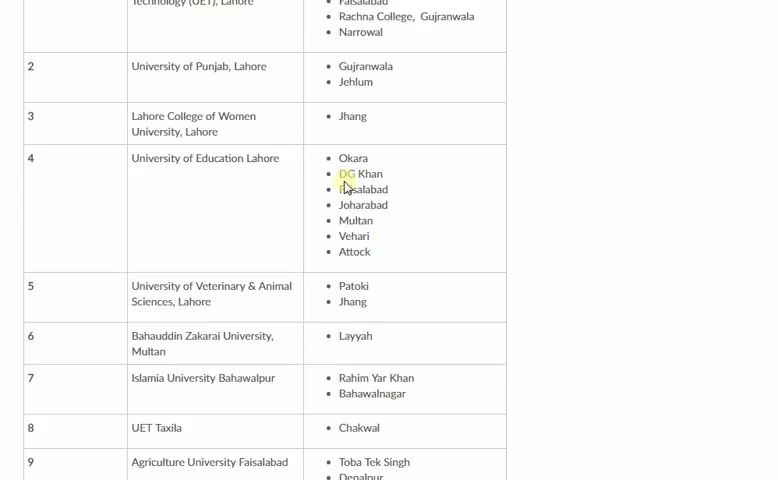 Technology (UET), Lahore
Faisalabad
Rachna College, Gujranwala
Narrowal
2
University of Punjab, Lahore
Gujranwala
Jehlum
3
Lahore College of Women
University, Lahore
Jhang
4
University of Education Lahore
Okara
DG Khan
Faisalabad
Joharabad
Multan
Vehari
Attock
5
University of Veterinary & Animal
Sciences, Lahore
Patoki
Jhang
6
Bahauddin Zakarai University,
Multan
Layyah
7
Islamia University Bahawalpur
Rahim Yar Khan
Bahawalnagar
8
UET Taxila
Chakwal
9
Agriculture University Faisalabad
Toba Tek Singh
Depalpur